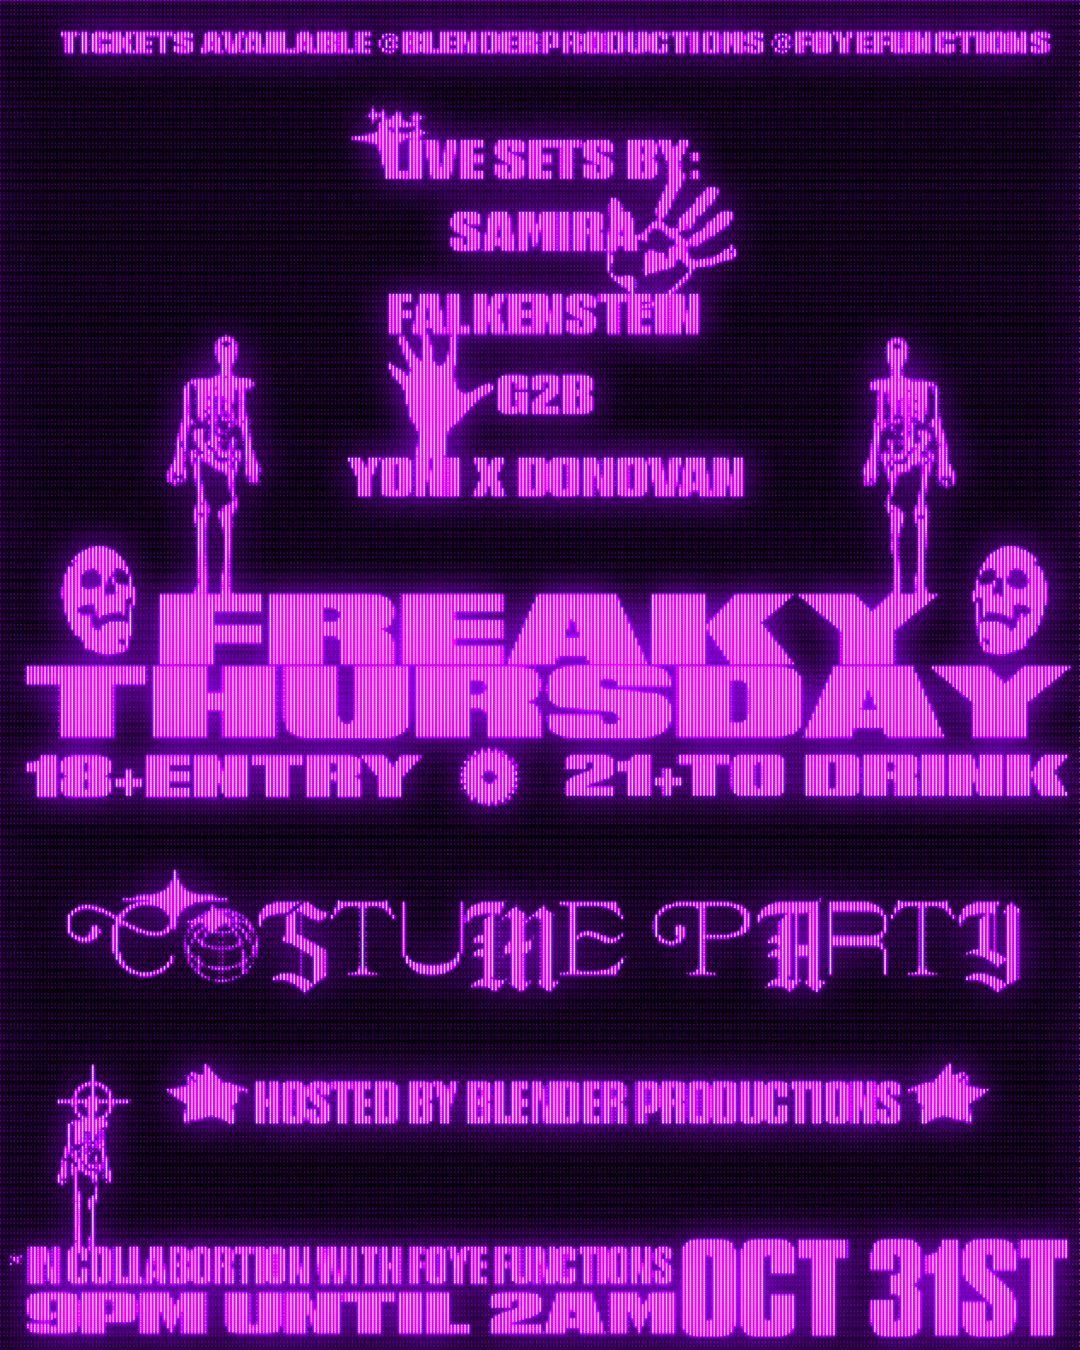 TICKETS AVAILABLE @BLENDERPRODUCTIONS @FOYEFUNCTIONS
LIVE SETS BY:
SAMIRA
FALKENSTEIN
G2B
YONI X DONOVAN
FREAKY
THURSDAY
18+ENTRY 21+TO DRINK
COSTUME PARTY
HOSTED BY BLENDER PRODUCTIONS
IN COLLABORTION WITH FOYE FUNCTIONS
9PM UNTIL 2AM
OCT 31ST